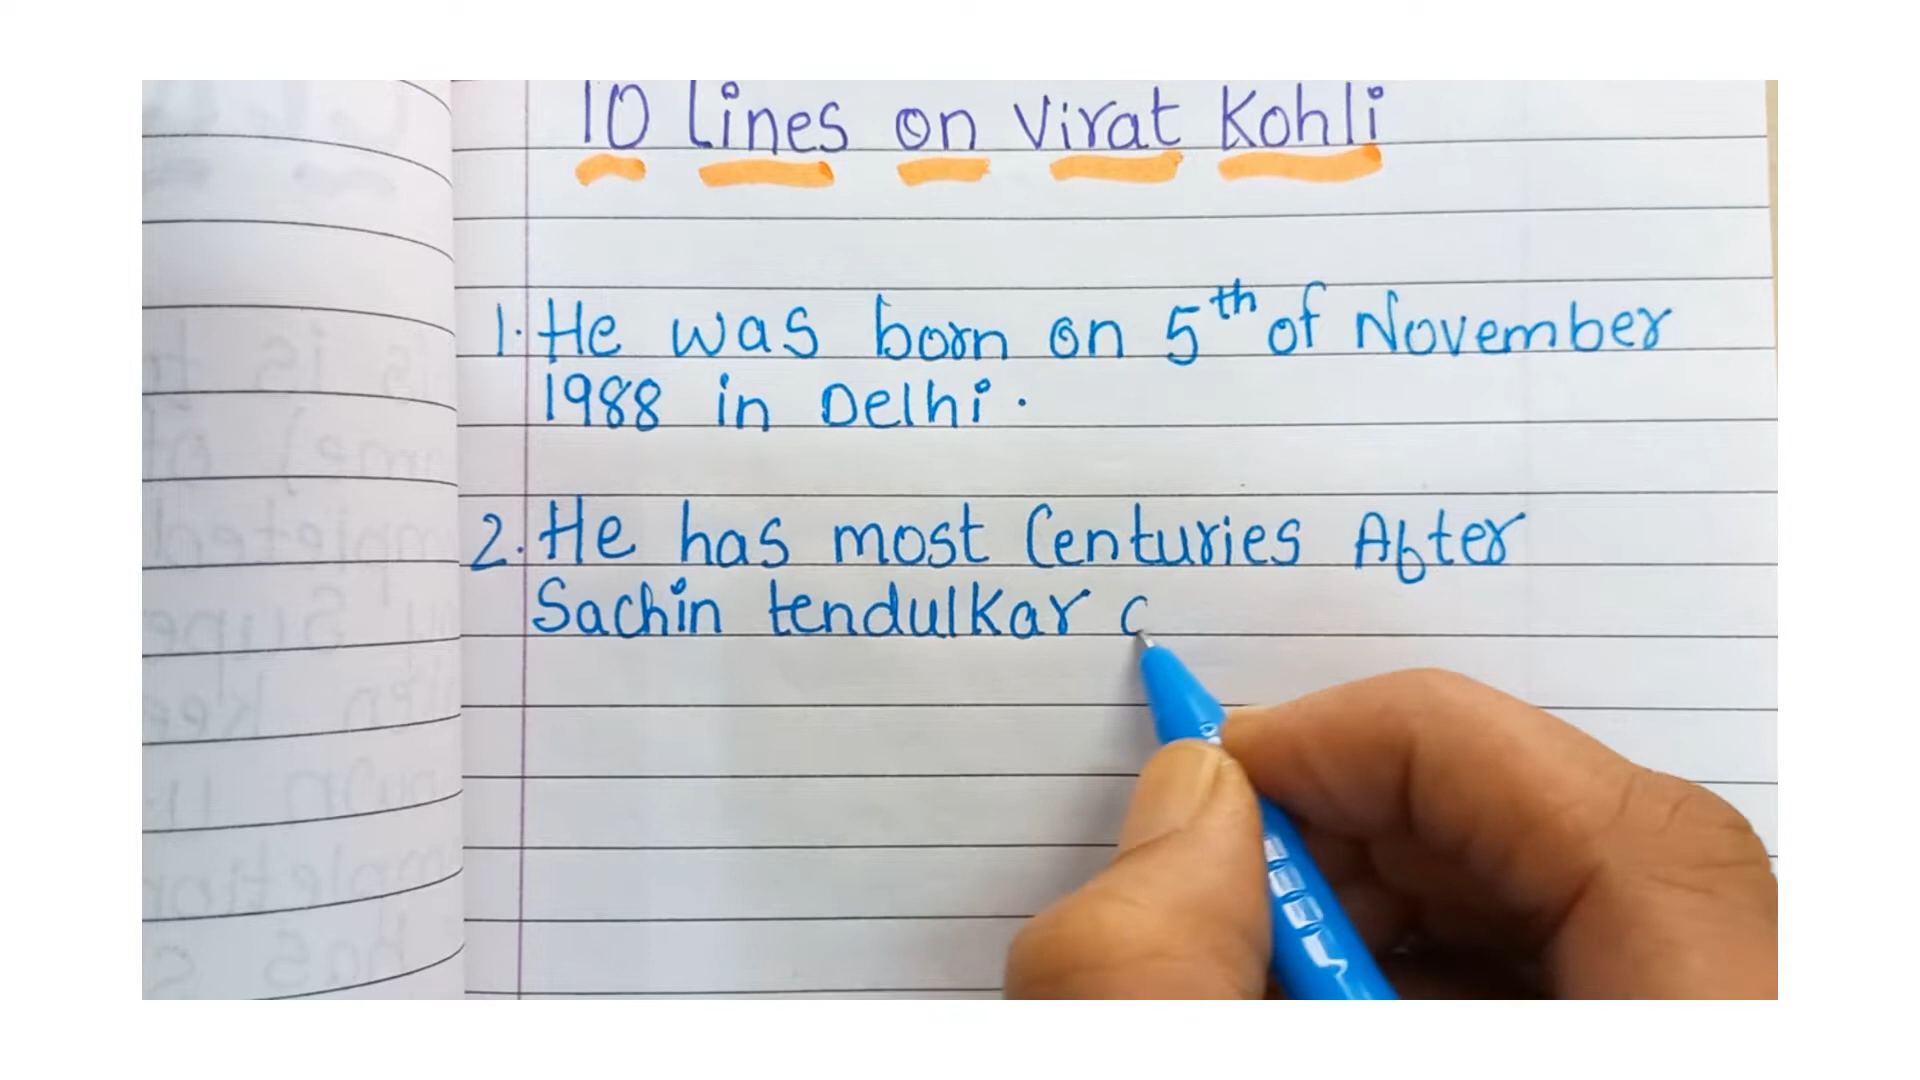 10 Lines on Virat Kohli
1. He was born on 5th of November
1988 in Delhi.
2. He has most Centuries After
Sachin tendulkar